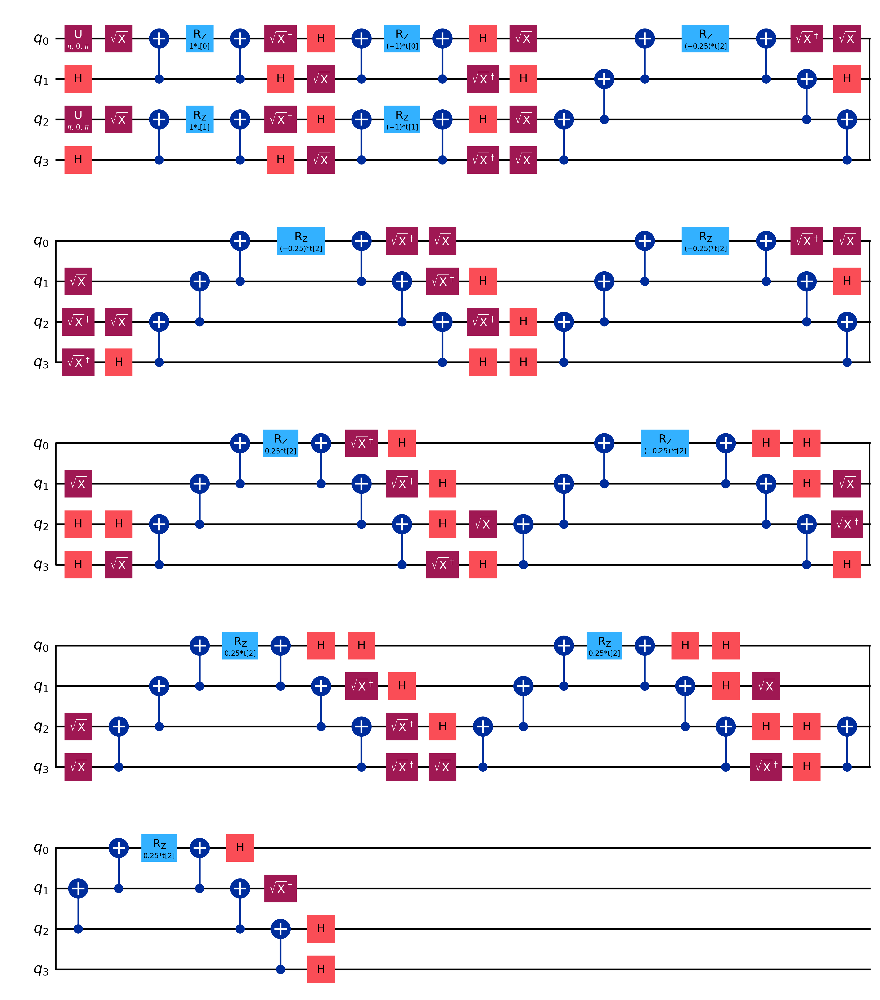 q0 U √X RZ √X† H RZ H √X RZ √X† √X
π, 0, π 1*t[0] (−1)*t[0] (−0.25)*t[2]
q1 H H √X √X† H H
q2 U √X RZ √X† H RZ H √X
π, 0, π 1*t[1] (−1)*t[1]
q3 H H √X √X† √X
q0 RZ √X† √X RZ √X† √X
(−0.25)*t[2] (−0.25)*t[2]
q1 √X √X† H H
q2 √X† √X √X† H
q3 √X† H H H
q0 RZ √X† H RZ H H
0.25*t[2] (−0.25)*t[2]
q1 √X √X† H H √X
q2 H H H √X √X†
q3 H √X √X† H H
q0 RZ H H RZ H H
0.25*t[2] 0.25*t[2]
q1 √X† H H √X
q2 √X √X† H H H
q3 √X √X† √X √X† H
q0 RZ H
0.25*t[2]
q1 √X†
q2 H
q3 H